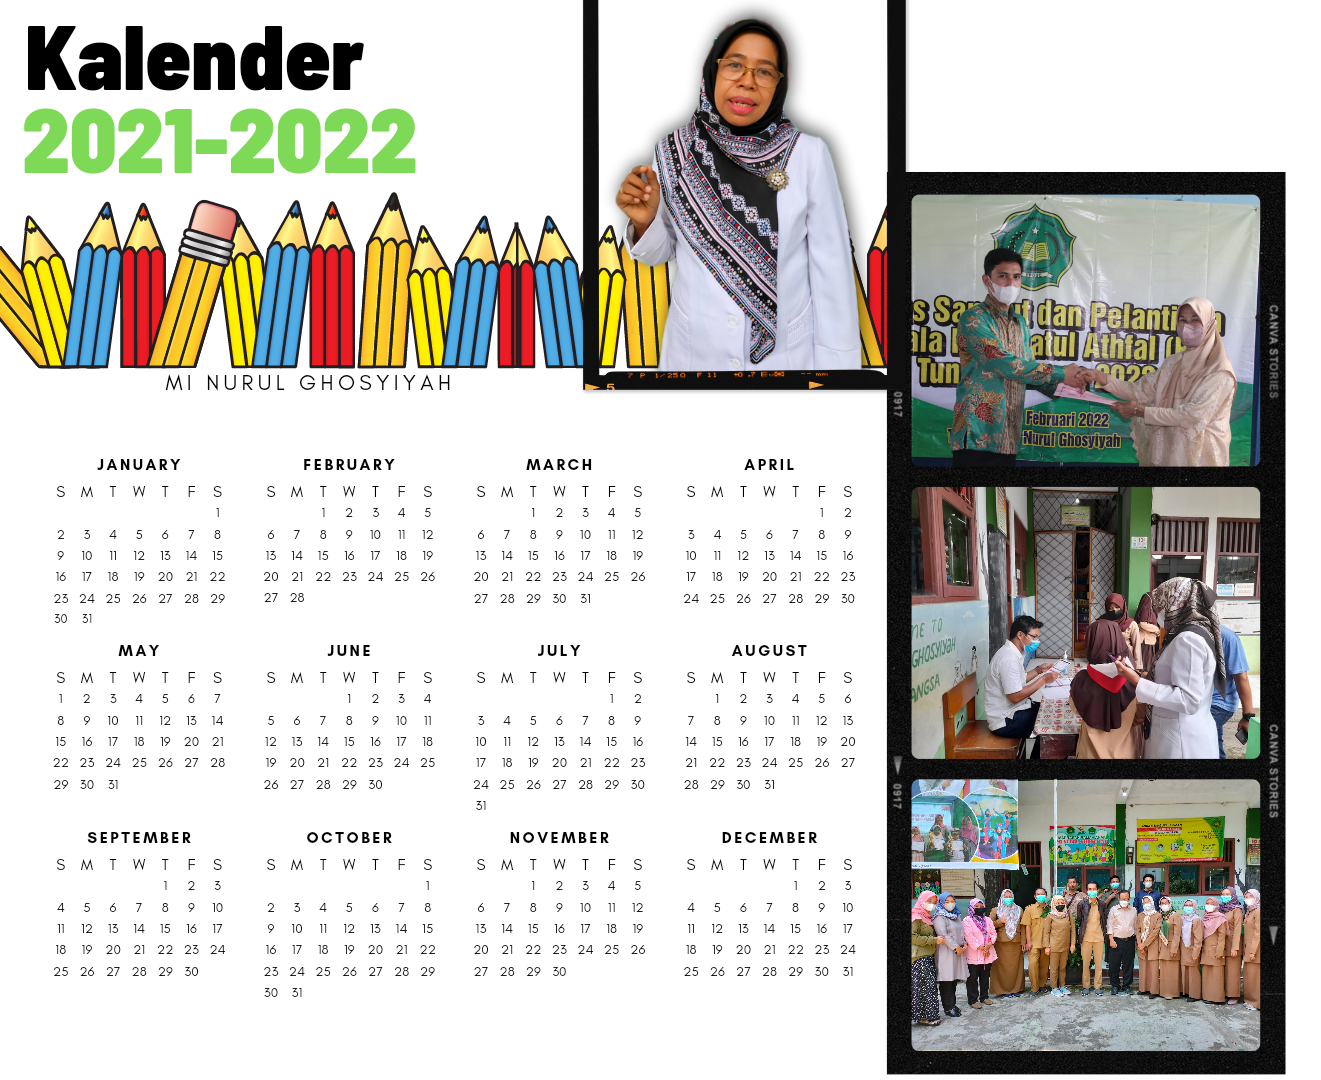 Kalender
2021-2022
MI NURUL GHOSYIYAH
7 P 1/250 F 11
5
JANUARY
S M T W T F S
1
2 3 4 5 6 7 8
9 10 11 12 13 14 15
16 17 18 19 20 21 22
23 24 25 26 27 28 29
30 31
FEBRUARY
S M T W T F S
1 2 3 4 5
6 7 8 9 10 11 12
13 14 15 16 17 18 19
20 21 22 23 24 25 26
27 28
MARCH
S M T W T F S
1 2 3 4 5
6 7 8 9 10 11 12
13 14 15 16 17 18 19
20 21 22 23 24 25 26
27 28 29 30 31
APRIL
S M T W T F S
1 2
3 4 5 6 7 8 9
10 11 12 13 14 15 16
17 18 19 20 21 22 23
24 25 26 27 28 29 30
MAY
S M T W T F S
1 2 3 4 5 6 7
8 9 10 11 12 13 14
15 16 17 18 19 20 21
22 23 24 25 26 27 28
29 30 31
JUNE
S M T W T F S
1 2 3 4
5 6 7 8 9 10 11
12 13 14 15 16 17 18
19 20 21 22 23 24 25
26 27 28 29 30
JULY
S M T W T F S
1 2
3 4 5 6 7 8 9
10 11 12 13 14 15 16
17 18 19 20 21 22 23
24 25 26 27 28 29 30
31
AUGUST
S M T W T F S
1 2 3 4 5 6
7 8 9 10 11 12 13
14 15 16 17 18 19 20
21 22 23 24 25 26 27
28 29 30 31
SEPTEMBER
S M T W T F S
1 2 3
4 5 6 7 8 9 10
11 12 13 14 15 16 17
18 19 20 21 22 23 24
25 26 27 28 29 30
OCTOBER
S M T W T F S
1
2 3 4 5 6 7 8
9 10 11 12 13 14 15
16 17 18 19 20 21 22
23 24 25 26 27 28 29
30 31
NOVEMBER
S M T W T F S
1 2 3 4 5
6 7 8 9 10 11 12
13 14 15 16 17 18 19
20 21 22 23 24 25 26
27 28 29 30
DECEMBER
S M T W T F S
1 2 3
4 5 6 7 8 9 10
11 12 13 14 15 16 17
18 19 20 21 22 23 24
25 26 27 28 29 30 31
dan Pelanti
atul Athfal (
Tun 2022
Februari 2022
Nurul Ghosyiyah
CANVA STORIES
0917
ME TO
GHOSYIYAH
ANGSA
CANVA STORIES
0917